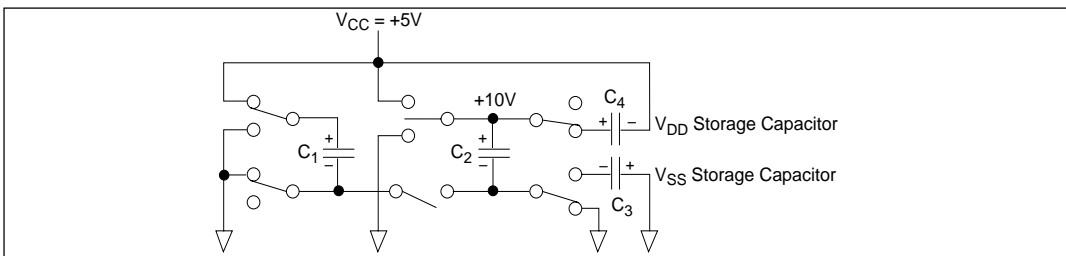 VCC = +5V
+10V
C4
+ −
VDD Storage Capacitor
+
C1
−
+
C2
−
− +
VSS Storage Capacitor
C3